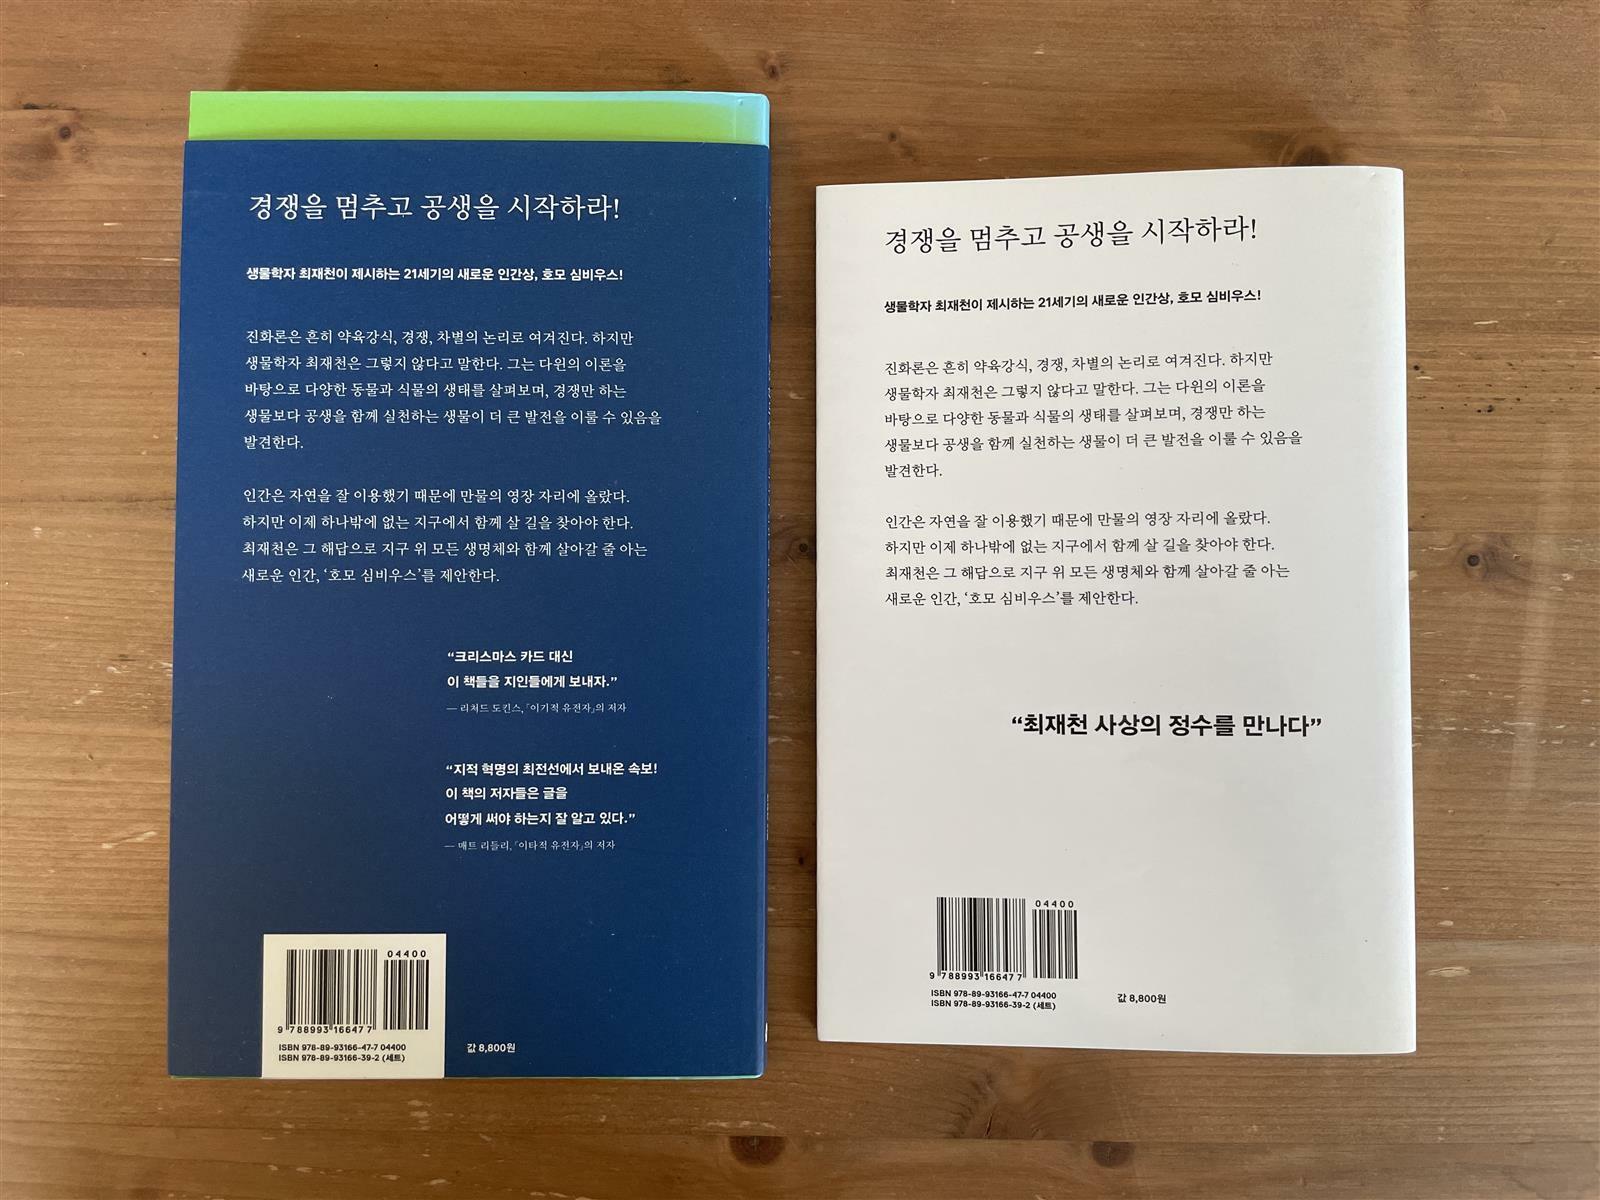 경쟁을 멈추고 공생을 시작하라!
생물학자 최재천이 제시하는 21세기의 새로운 인간상, 호모 심비우스!
진화론은 흔히 약육강식, 경쟁, 차별의 논리로 여겨진다. 하지만
생물학자 최재천은 그렇지 않다고 말한다. 그는 다윈의 이론을
바탕으로 다양한 동물과 식물의 생태를 살펴보며, 경쟁만 하는
생물보다 공생을 함께 실천하는 생물이 더 큰 발전을 이룰 수 있음을
발견한다.
인간은 자연을 잘 이용했기 때문에 만물의 영장 자리에 올랐다.
하지만 이제 하나밖에 없는 지구에서 함께 살 길을 찾아야 한다.
최재천은 그 해답으로 지구 위 모든 생명체와 함께 살아갈 줄 아는
새로운 인간, ‘호모 심비우스’를 제안한다.
“크리스마스 카드 대신
이 책들을 지인들에게 보내자.”
— 리처드 도킨스, 「이기적 유전자」의 저자
“지적 혁명의 최전선에서 보내온 속보!
이 책의 저자들은 글을
어떻게 써야 하는지 잘 알고 있다.”
— 매트 리들리, 「이타적 유전자」의 저자
04400
9 788993 166477
ISBN 978-89-93166-47-7 04400
ISBN 978-89-93166-39-2 (세트)
값 8,800원
경쟁을 멈추고 공생을 시작하라!
생물학자 최재천이 제시하는 21세기의 새로운 인간상, 호모 심비우스!
진화론은 흔히 약육강식, 경쟁, 차별의 논리로 여겨진다. 하지만
생물학자 최재천은 그렇지 않다고 말한다. 그는 다윈의 이론을
바탕으로 다양한 동물과 식물의 생태를 살펴보며, 경쟁만 하는
생물보다 공생을 함께 실천하는 생물이 더 큰 발전을 이룰 수 있음을
발견한다.
인간은 자연을 잘 이용했기 때문에 만물의 영장 자리에 올랐다.
하지만 이제 하나밖에 없는 지구에서 함께 살 길을 찾아야 한다.
최재천은 그 해답으로 지구 위 모든 생명체와 함께 살아갈 줄 아는
새로운 인간, ‘호모 심비우스’를 제안한다.
“최재천 사상의 정수를 만나다”
04400
9 788993 166477
ISBN 978-89-93166-47-7 04400
ISBN 978-89-93166-39-2 (세트)
값 8,800원